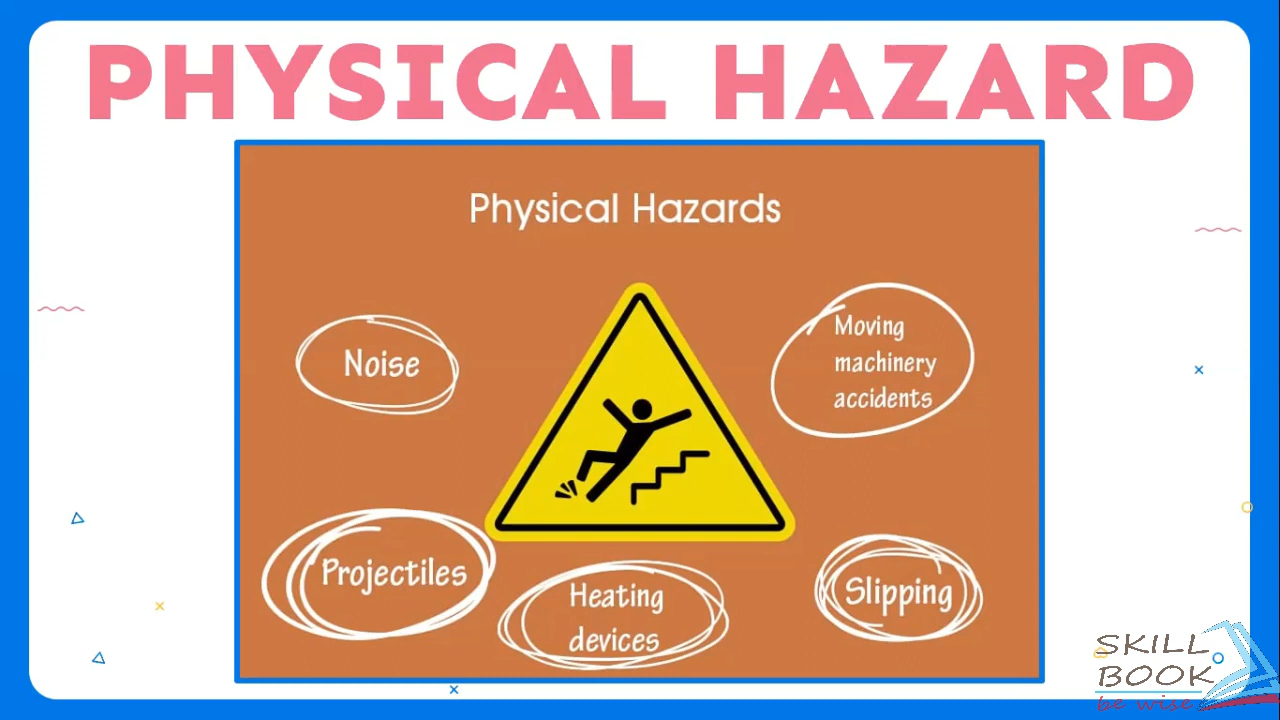 PHYSICAL HAZARD
Physical Hazards
Noise
Moving
machinery
accidents
Projectiles
Heating
devices
Slipping
SKILL
BOOK
be wise